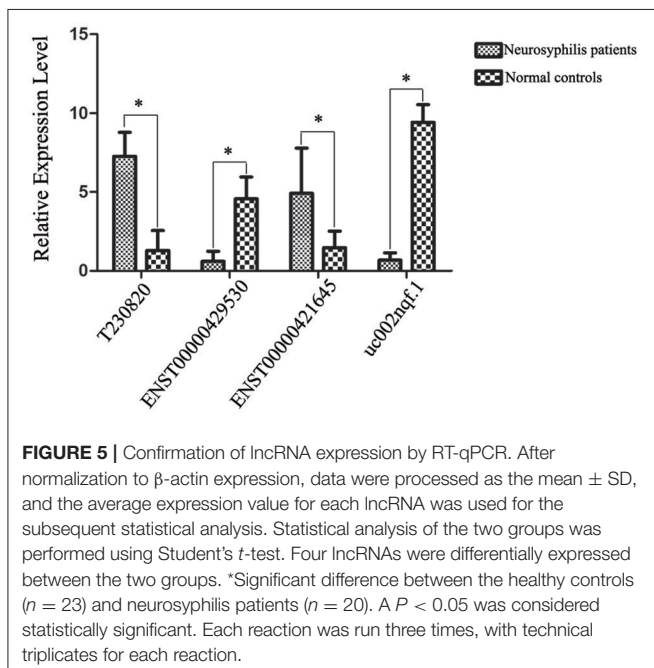 15
10
5
0
Relative Expression Level
Neurosyphilis patients
Normal controls
*
*
*
*
T230820
ENST00000429530
ENST00000421645
uc002nqf.1
FIGURE 5 | Confirmation of lncRNA expression by RT-qPCR. After
normalization to β-actin expression, data were processed as the mean ± SD,
and the average expression value for each lncRNA was used for the
subsequent statistical analysis. Statistical analysis of the two groups was
performed using Student's t-test. Four lncRNAs were differentially expressed
between the two groups. *Significant difference between the healthy controls
(n = 23) and neurosyphilis patients (n = 20). A P < 0.05 was considered
statistically significant. Each reaction was run three times, with technical
triplicates for each reaction.